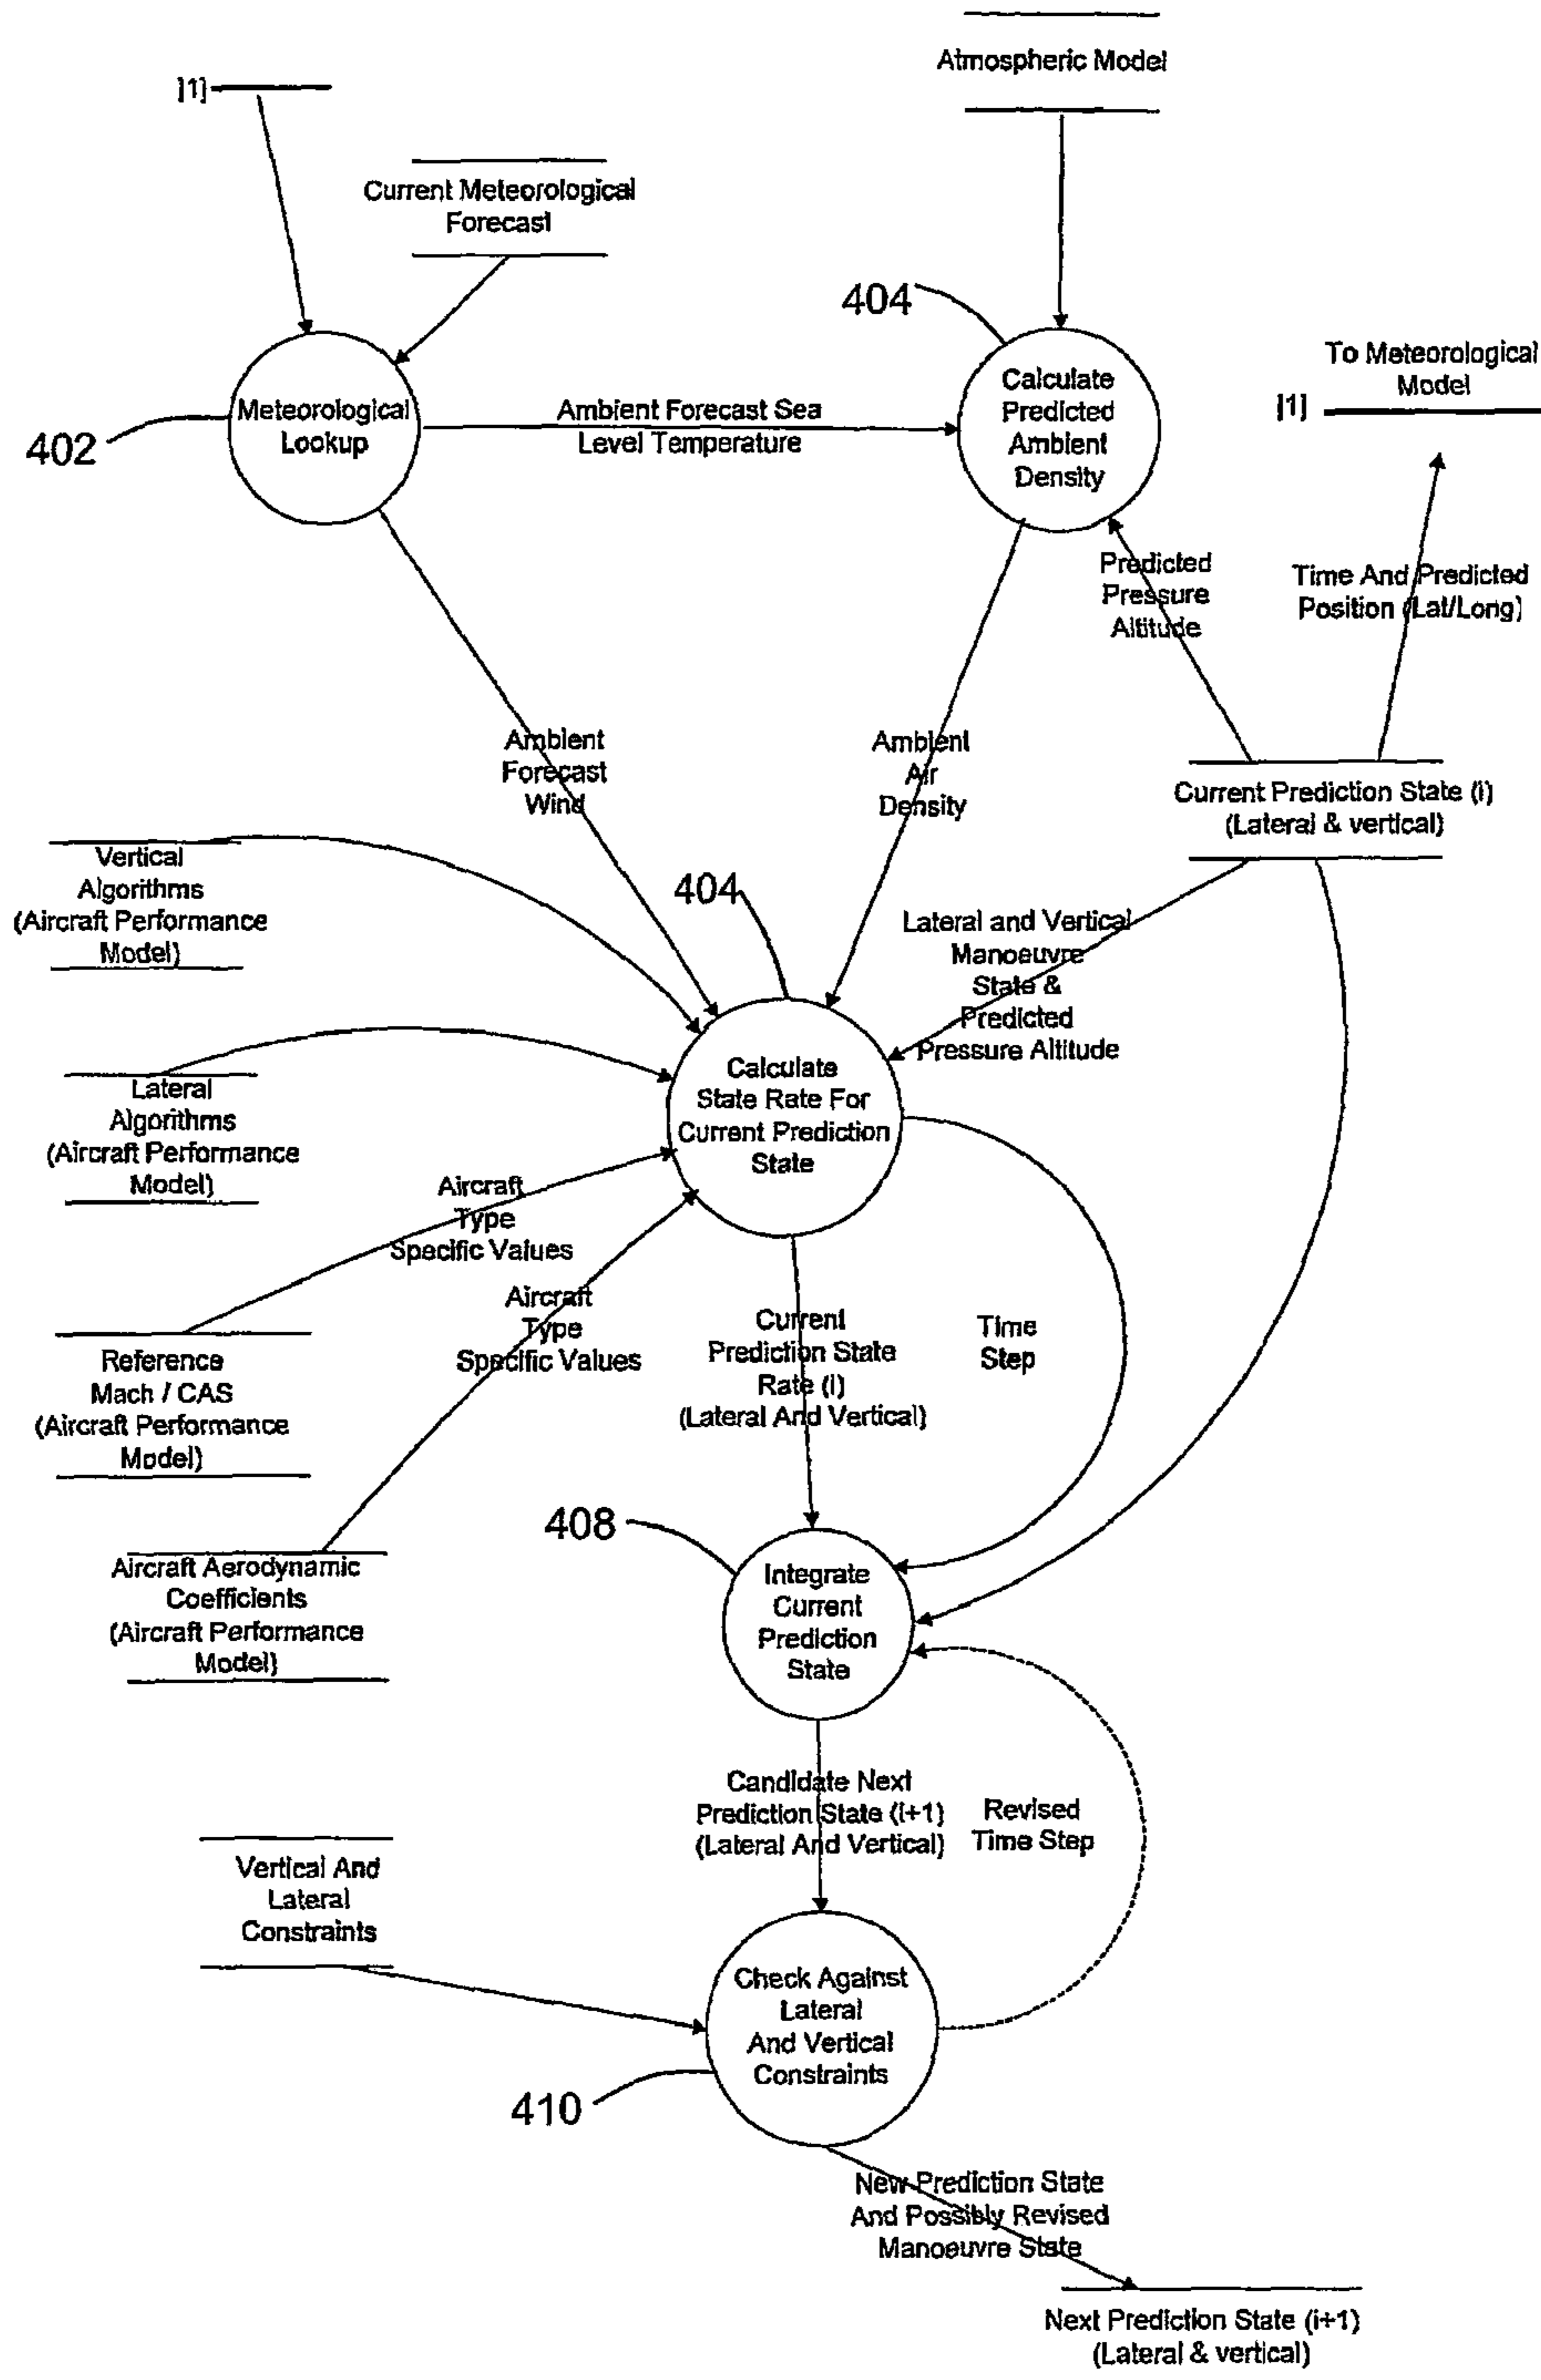 Atmospheric Model
]1]
Current Meteorological
Forecast
404
To Meteorological
Model
[1]
Meteorological
Lookup
402
Ambient Forecast Sea
Level Temperature
Calculate
Predicted
Ambient
Density
Predicted
Pressure
Altitude
Time And Predicted
Position (Lat/Long)
Ambient
Forecast
Wind
Ambient
Air
Density
Current Prediction State (i)
(Lateral & vertical)
Vertical
Algorithms
(Aircraft Performance
Model)
404
Lateral and Vertical
Manoeuvre
State &
Predicted
Pressure Altitude
Calculate
State Rate For
Current Prediction
State
Lateral
Algorithms
(Aircraft Performance
Model)
Aircraft
Type
Specific Values
Aircraft
Type
Specific Values
Reference
Mach / CAS
(Aircraft Performance
Model)
Current
Prediction State
Rate (i)
(Lateral And Vertical)
Time
Step
408
Aircraft Aerodynamic
Coefficients
(Aircraft Performance
Model)
Integrate
Current
Prediction
State
Candidate Next
Prediction State (i+1)
(Lateral And Vertical)
Revised
Time Step
Vertical And
Lateral
Constraints
Check Against
Lateral
And Vertical
Constraints
410
New Prediction State
And Possibly Revised
Manoeuvre State
Next Prediction State (i+1)
(Lateral & vertical)